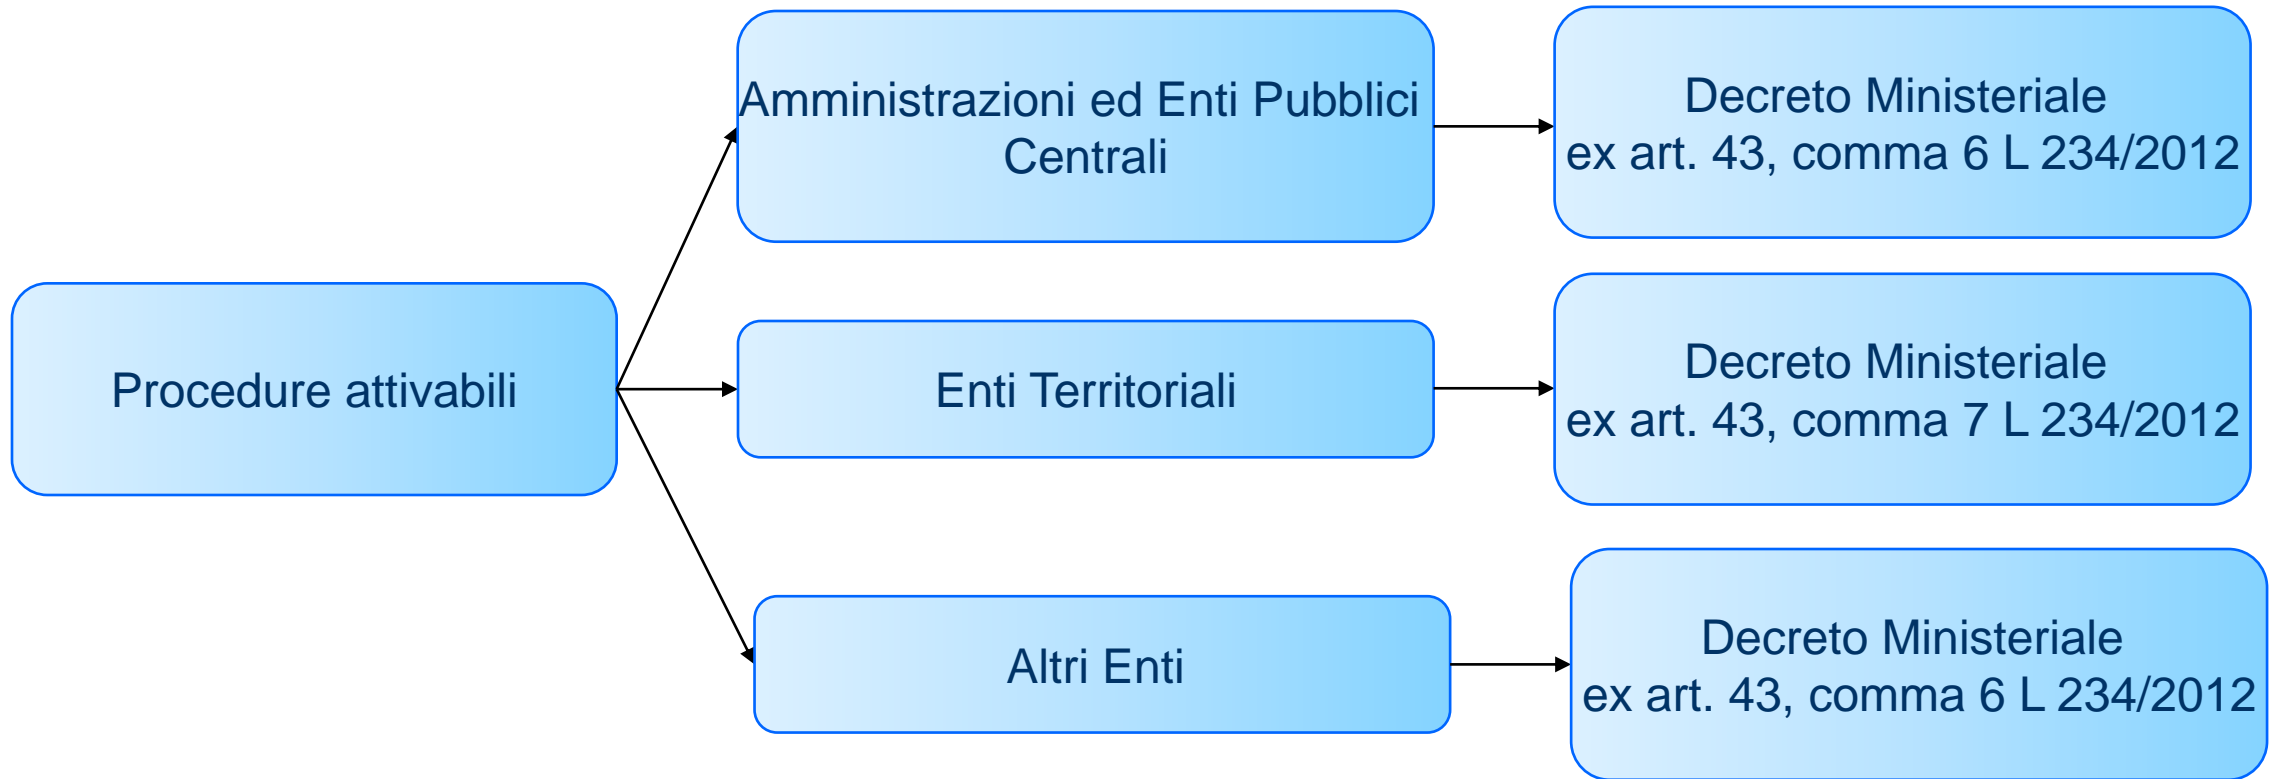 Procedure attivabili
Amministrazioni ed Enti Pubblici
Centrali
Decreto Ministeriale
ex art. 43, comma 6 L 234/2012
Enti Territoriali
Decreto Ministeriale
ex art. 43, comma 7 L 234/2012
Altri Enti
Decreto Ministeriale
ex art. 43, comma 6 L 234/2012